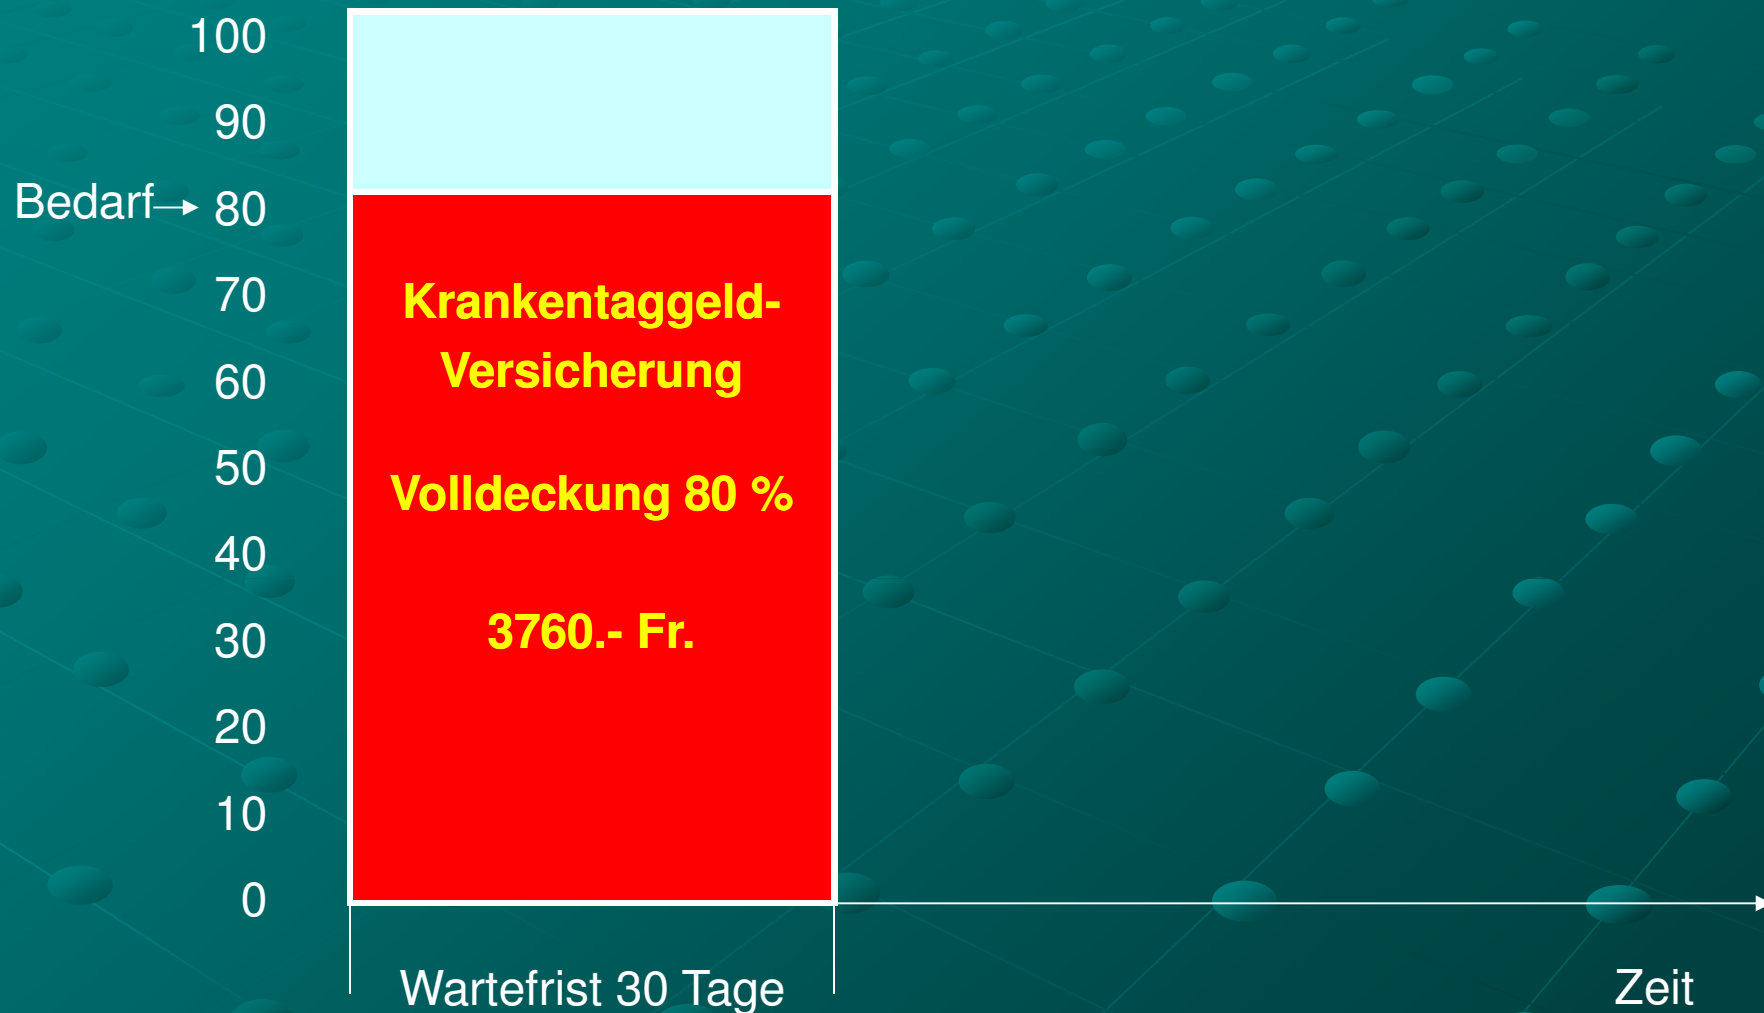 100
90
Bedarf
80
70
60
50
40
30
20
10
0
Krankentaggeld-
Versicherung
Volldeckung 80 %
3760.- Fr.
Wartefrist 30 Tage
Zeit